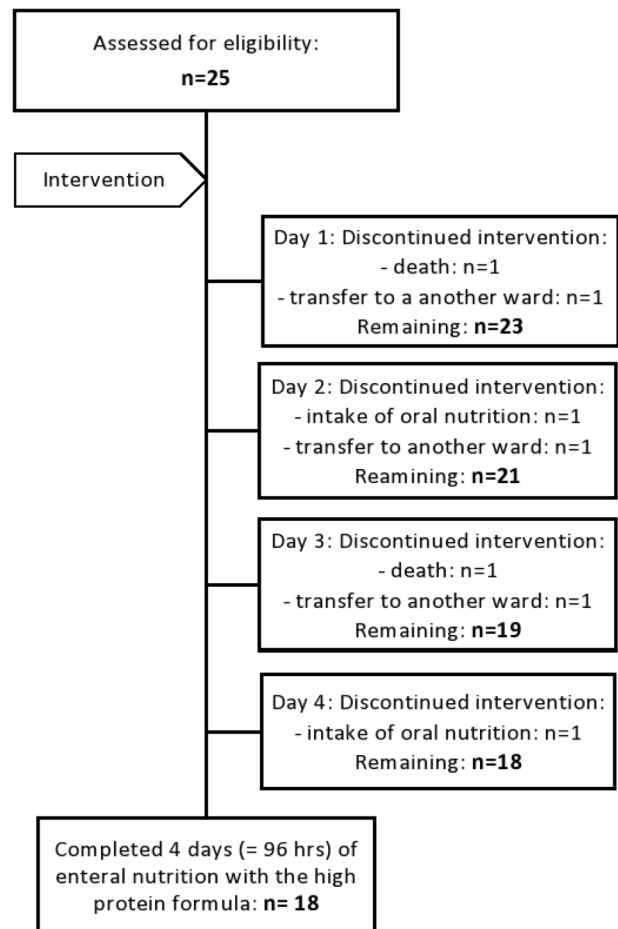 Assessed for eligibility:
n=25
Intervention
Day 1: Discontinued intervention:
- death: n=1
- transfer to a another ward: n=1
Remaining: n=23
Day 2: Discontinued intervention:
- intake of oral nutrition: n=1
- transfer to another ward: n=1
Reamining: n=21
Day 3: Discontinued intervention:
- death: n=1
- transfer to another ward: n=1
Remaining: n=19
Day 4: Discontinued intervention:
- intake of oral nutrition: n=1
Remaining: n=18
Completed 4 days (= 96 hrs) of
enteral nutrition with the high
protein formula: n= 18